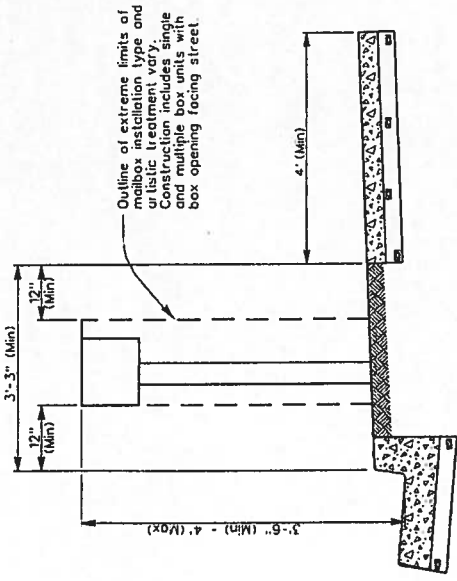 Outline of extreme limits of
mailbox installation type and
artistic treatment vary.
Construction includes single
and multiple box units with
box opening facing street.
3'-3" (Min)
12"
(Min)
12"
(Min)
4' (Min)
3'-6" (Min) - 4' (Max)